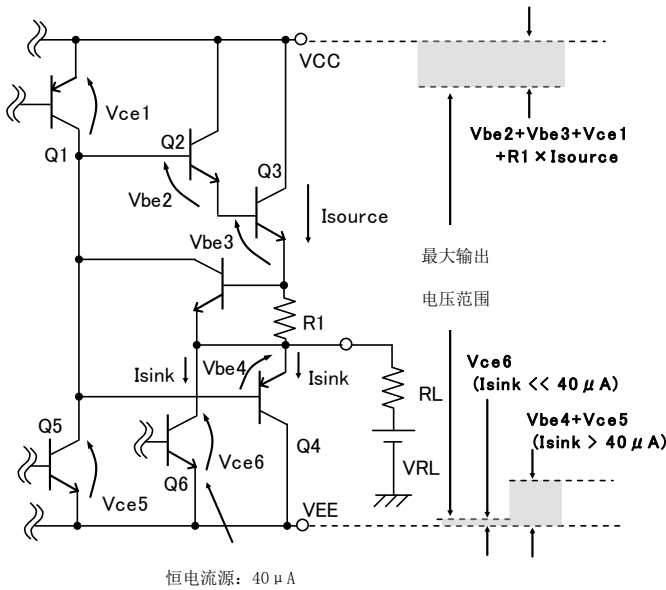 VCC
Vce1
Q1
Q2
Vbe2
Q3
Vbe3
Isource
Vbe2+Vbe3+Vce1
+R1×Isource
最大输出
电压范围
R1
Isink
Vbe4
Isink
RL
VRL
Vce6
(Isink << 40μA)
Vbe4+Vce5
(Isink > 40μA)
Q5
Vce5
Q6
Vce6
Q4
VEE
恒电流源: 40μA